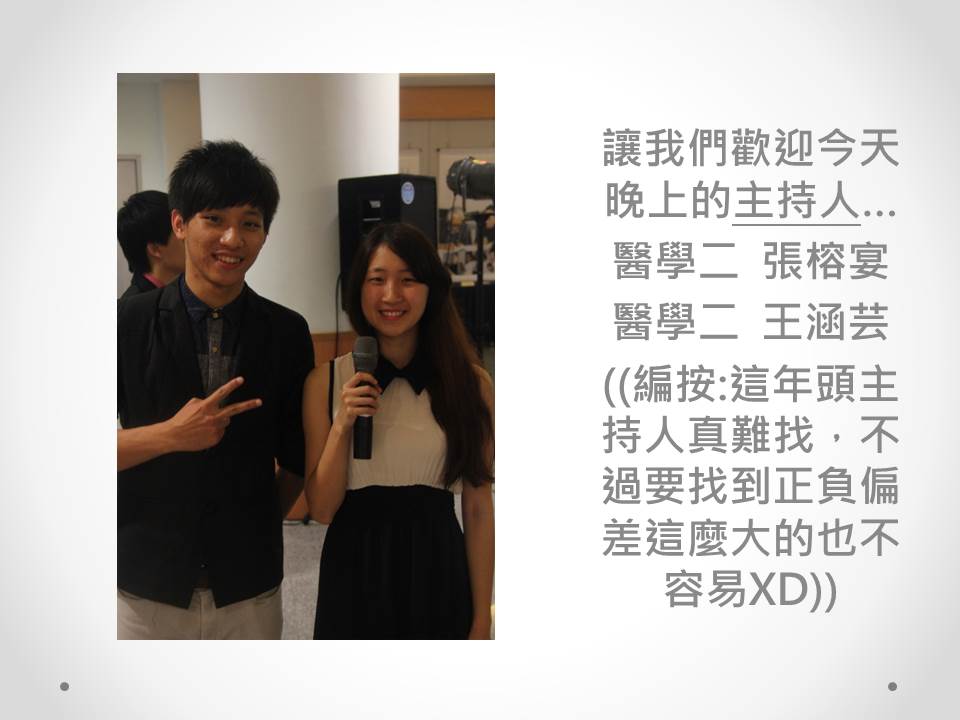 讓我們歡迎今天
晚上的主持人...
醫學二 張榕宴
醫學二 王涵芸
((編按:這年頭主
持人真難找，不
過要找到正負偏
差這麼大的也不
容易XD))